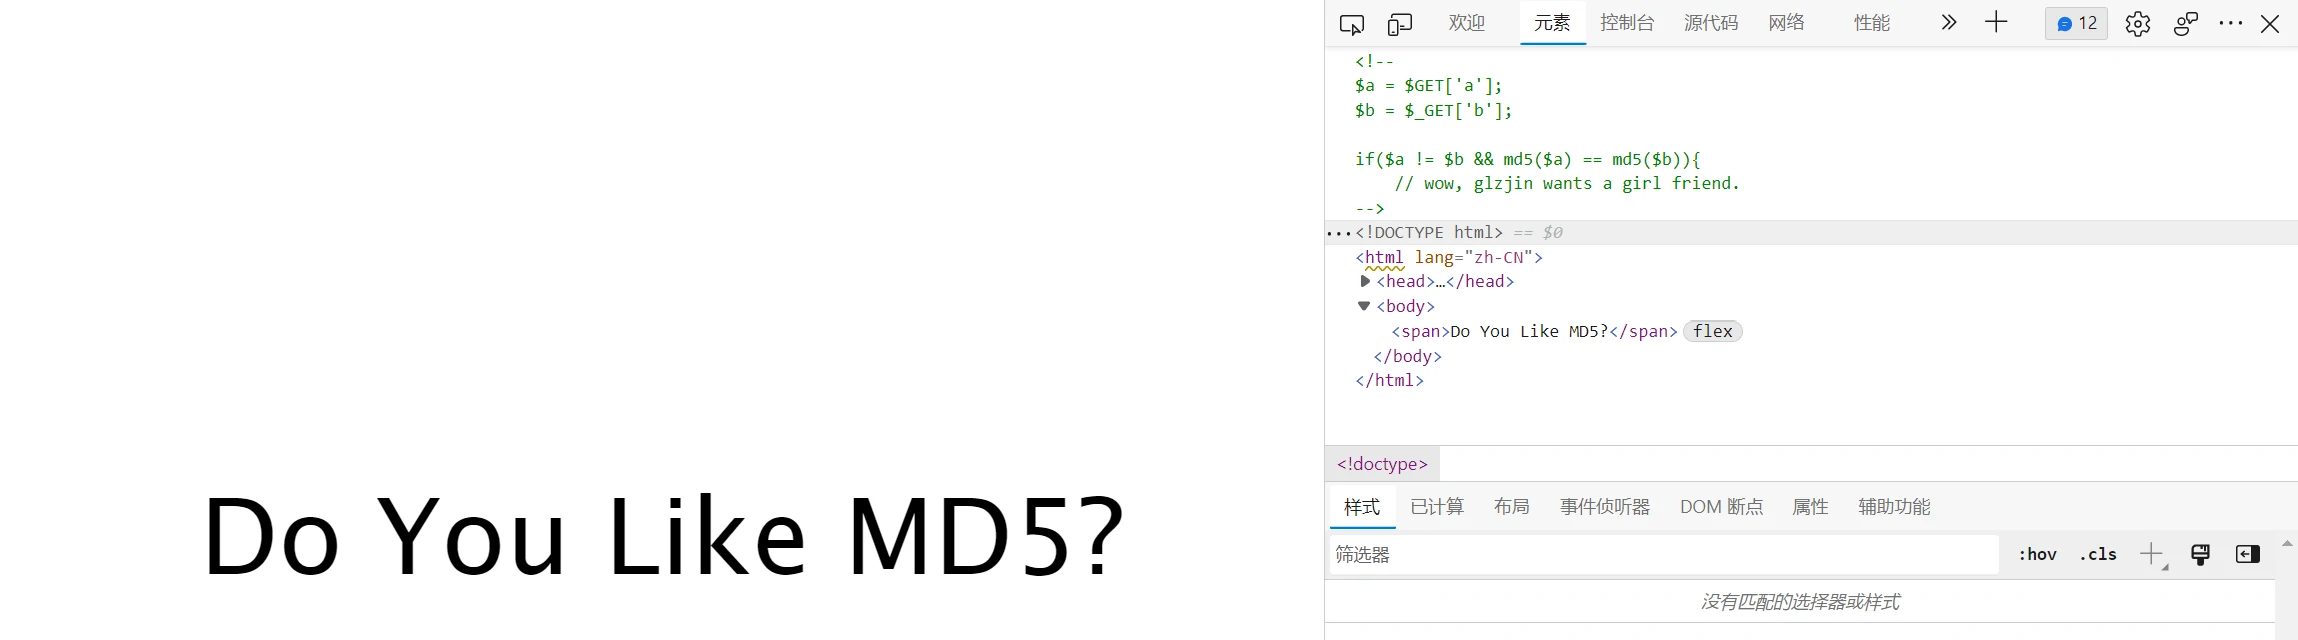 Do You Like MD5?
欢迎 元素 控制台 源代码 网络 性能 12
<!--
$a = $GET['a'];
$b = $_GET['b'];
if($a != $b && md5($a) == md5($b)){
// wow, glzjin wants a girl friend.
-->
...<!DOCTYPE html> == $0
<html lang="zh-CN">
<head>…</head>
<body>
<span>Do You Like MD5?</span> flex
</body>
</html>
<!doctype>
样式 已计算 布局 事件侦听器 DOM 断点 属性 辅助功能
筛选器 :hov .cls
没有匹配的选择器或样式